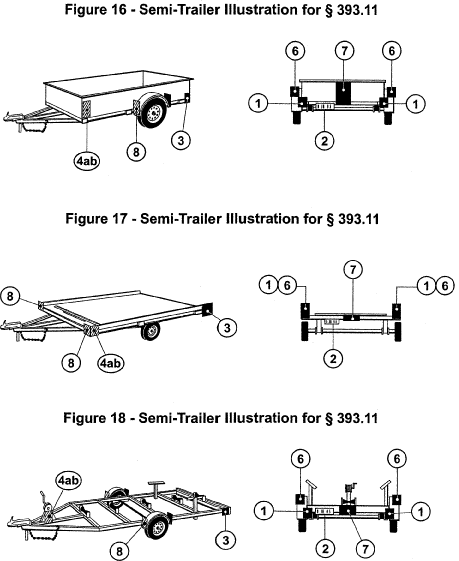 Figure 16 - Semi-Trailer Illustration for § 393.11
6 7 6
1 1
8 3 2
4ab
Figure 17 - Semi-Trailer Illustration for § 393.11
7
8 1 6 1 6
3
8 4ab 2
Figure 18 - Semi-Trailer Illustration for § 393.11
6 6
4ab
1 1
3
8 2 7